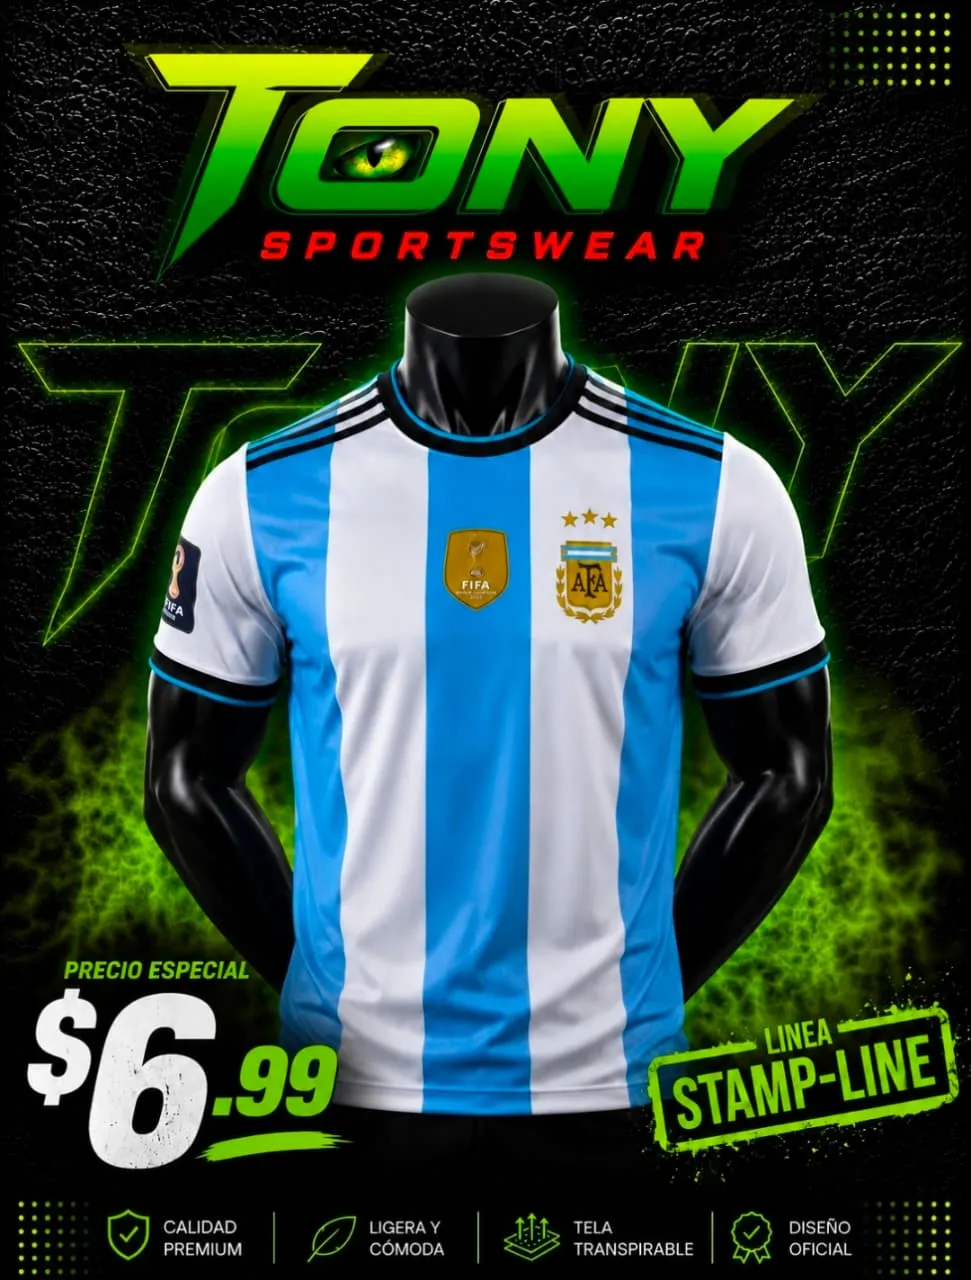 TONY
SPORTSWEAR
TONY
FIFA
FIFA
AFA
PRECIO ESPECIAL
$6.99
LINEA
STAMP-LINE
CALIDAD
PREMIUM
LIGERA Y
CÓMODA
TELA
TRANSPIRABLE
DISEÑO
OFICIAL